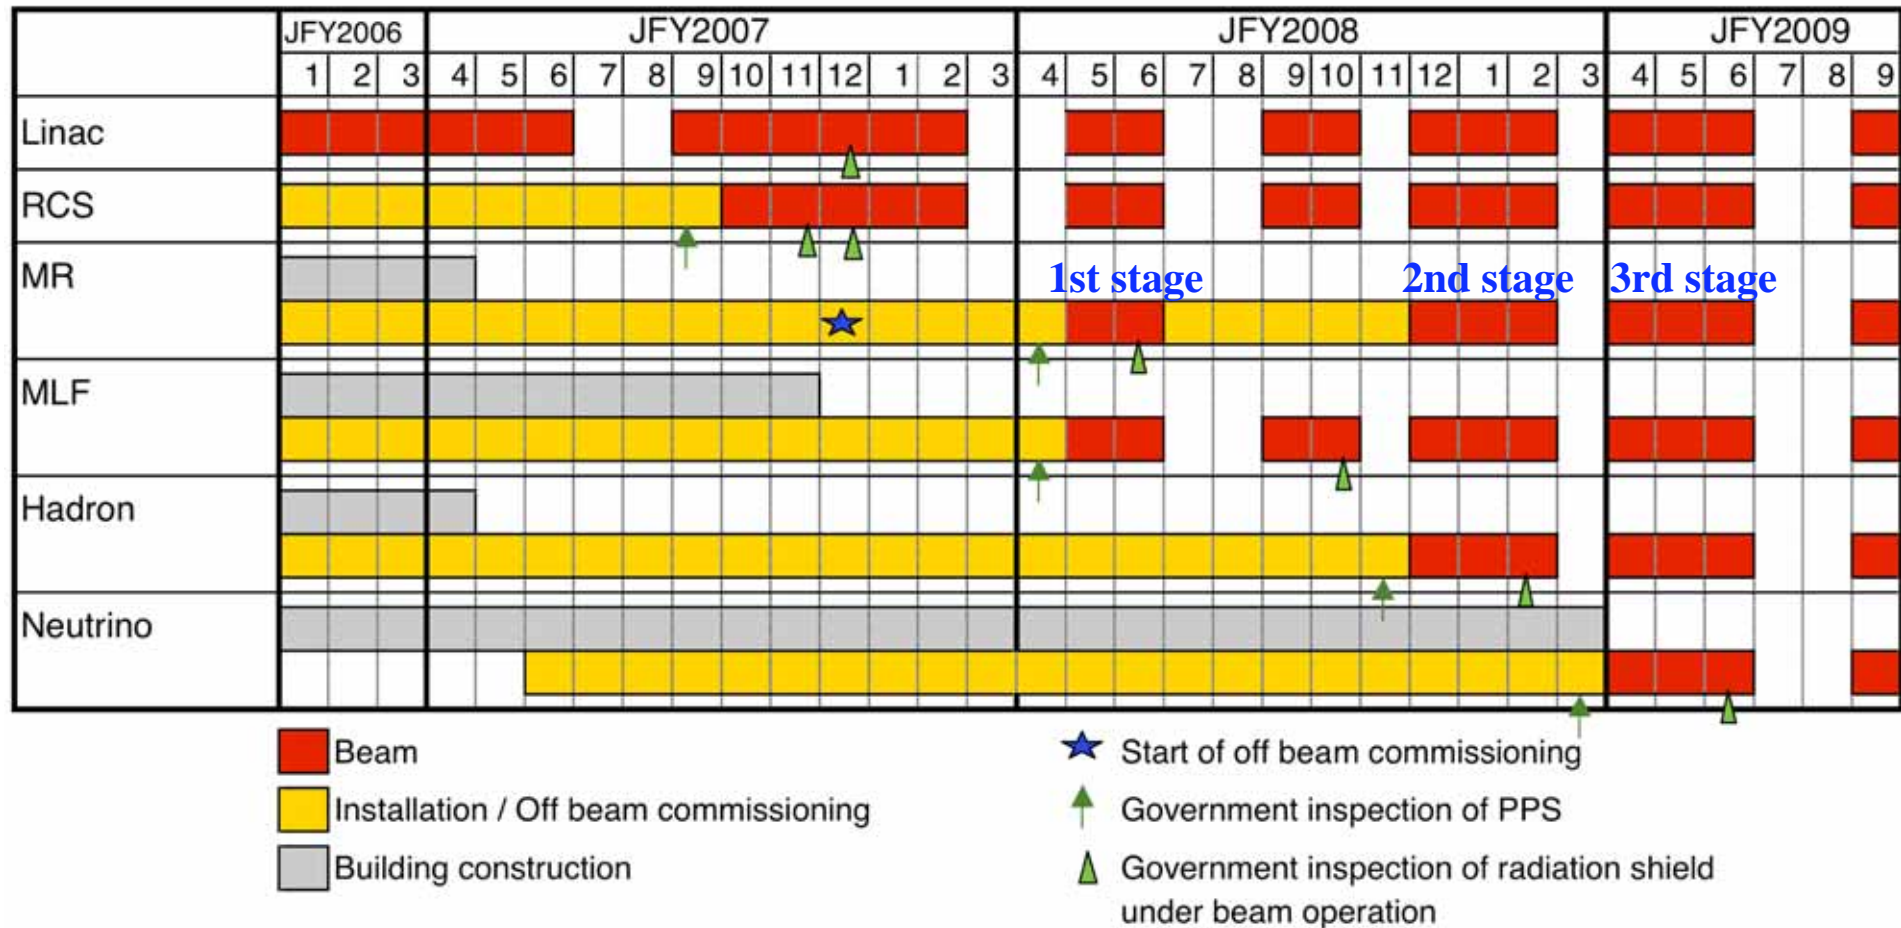 JFY2006 JFY2007 JFY2008 JFY2009
1 2 3 4 5 6 7 8 9 10 11 12 1 2 3 4 5 6 7 8 9 10 11 12 1 2 3 4 5 6 7 8 9
Linac
RCS
MR
1st stage 2nd stage 3rd stage
MLF
Hadron
Neutrino
Beam
Installation / Off beam commissioning
Building construction
Start of off beam commissioning
Government inspection of PPS
Government inspection of radiation shield
under beam operation